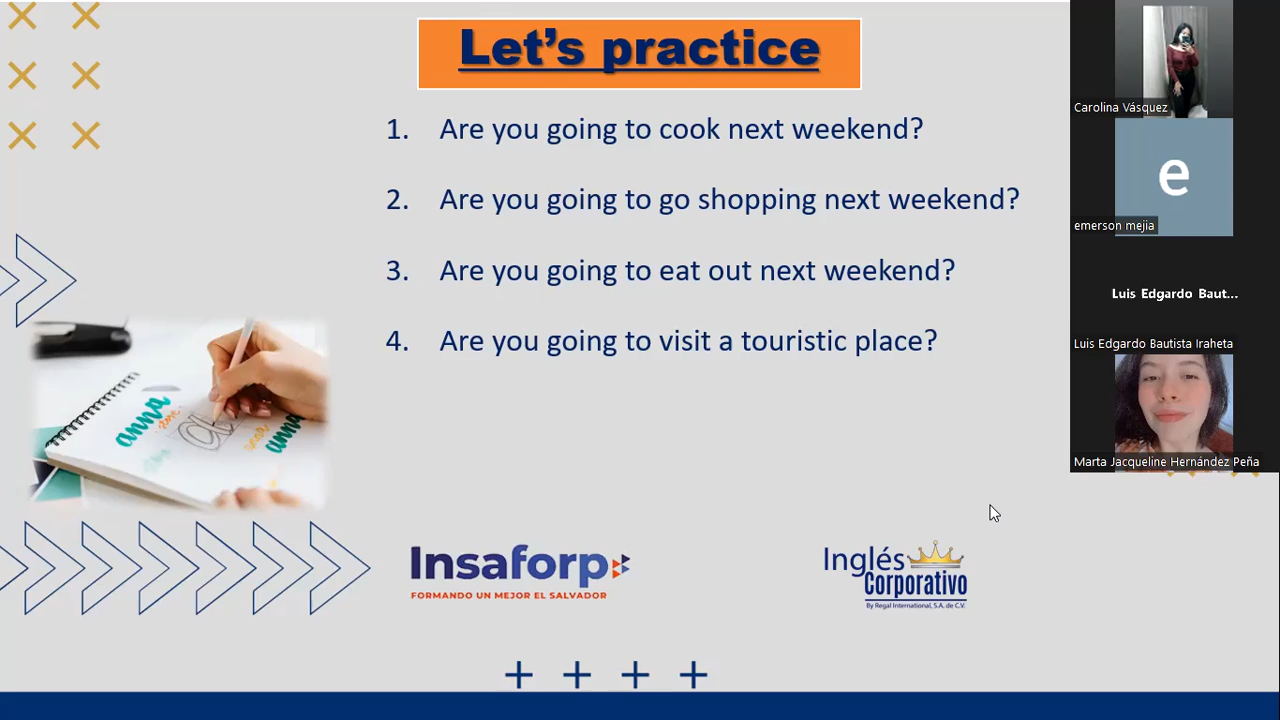 Let's practice
1. Are you going to cook next weekend?
2. Are you going to go shopping next weekend?
3. Are you going to eat out next weekend?
4. Are you going to visit a touristic place?
anna
anna
anna
Insaforp
FORMANDO UN MEJOR EL SALVADOR
Inglés
Corporativo
By Regal International, S.A. de C.V.
Carolina Vásquez
e
emerson mejia
Luis Edgardo Baut...
Luis Edgardo Bautista Iraheta
Marta Jacqueline Hernández Peña